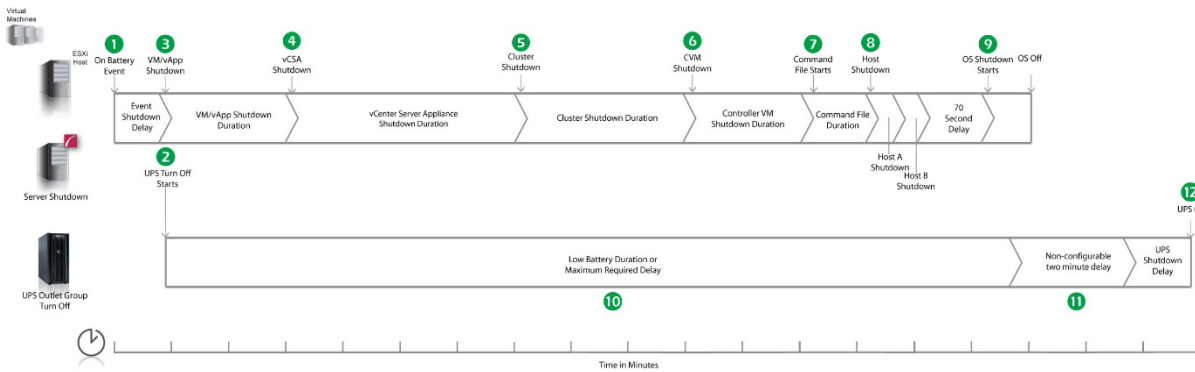 Virtual
Machines
ESXi
Host
1
On Battery
Event
3
VM/vApp
Shutdown
4
vCSA
Shutdown
5
Cluster
Shutdown
6
CVM
Shutdown
7
Command
File Starts
8
Host
Shutdown
9
OS Shutdown
Starts
OS Off
Event
Shutdown
Delay
VM/vApp Shutdown
Duration
vCenter Server Appliance
Shutdown Duration
Cluster Shutdown Duration
Controller VM
Shutdown Duration
Command File
Duration
70
Second
Delay
Host A
Shutdown
Host B
Shutdown
2
UPS Turn Off
Starts
Server Shutdown
12
UPS
Low Battery Duration or
Maximum Required Delay
Non-configurable
two minute delay
UPS
Shutdown
Delay
10
11
UPS Outlet Group
Turn Off
Time in Minutes